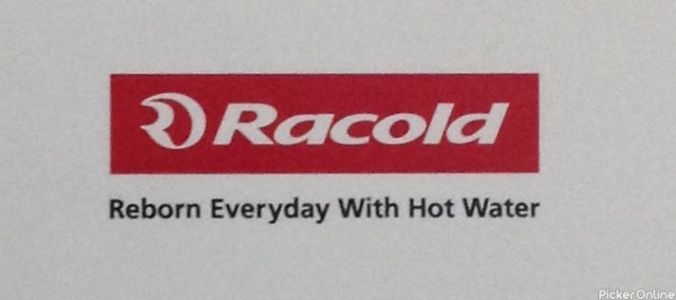 Racold
Reborn Everyday With Hot Water
PickerOnline